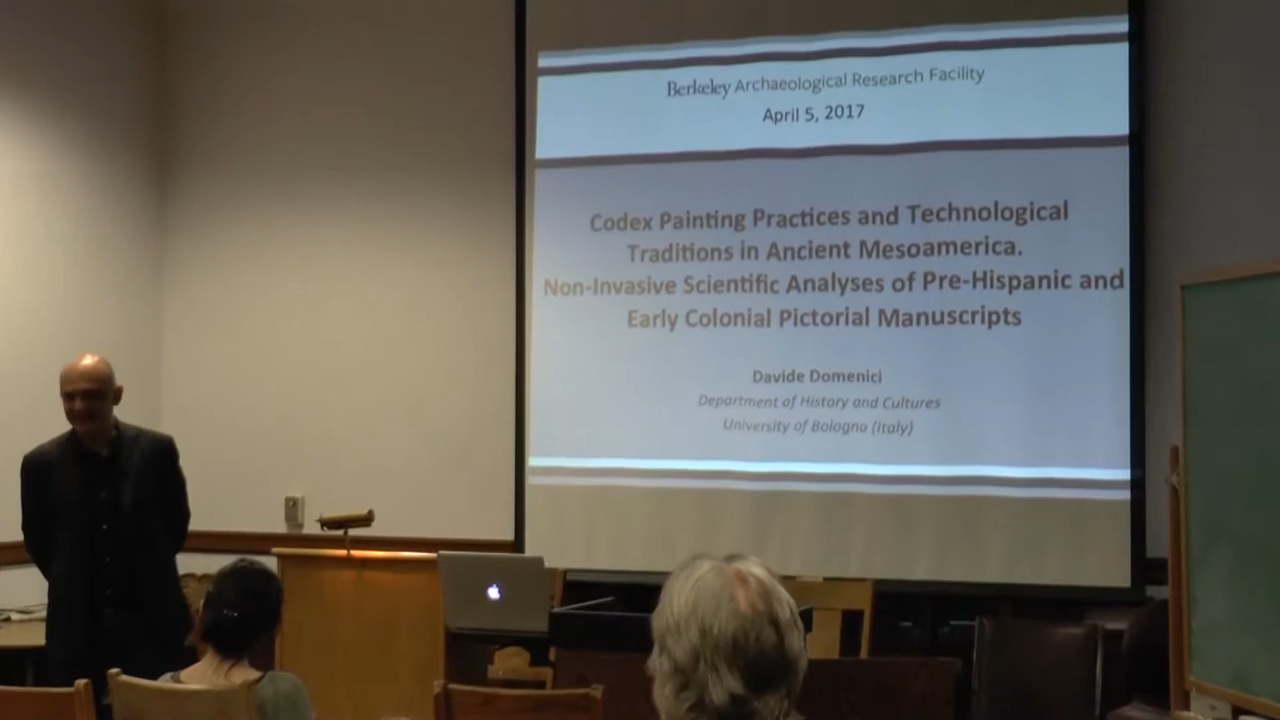 Berkeley Archaeological Research Facility
April 5, 2017
Codex Painting Practices and Technological
Traditions in Ancient Mesoamerica.
Non-Invasive Scientific Analyses of Pre-Hispanic and
Early Colonial Pictorial Manuscripts
Davide Domenici
Department of History and Cultures
University of Bologna (Italy)